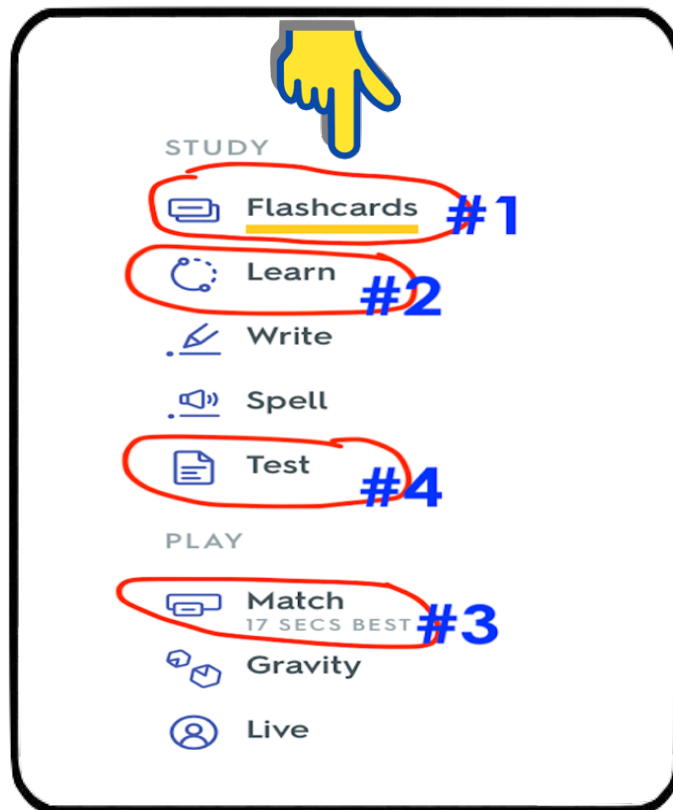 STUDY
Flashcards #1
Learn #2
Write
Spell
Test #4
PLAY
Match
17 SECS BEST #3
Gravity
Live